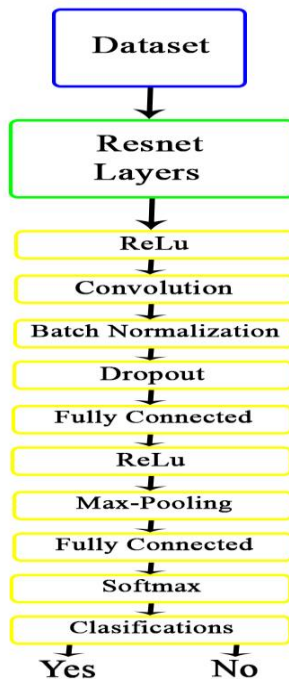 Dataset
Resnet
Layers
ReLu
Convolution
Batch Normalization
Dropout
Fully Connected
ReLu
Max-Pooling
Fully Connected
Softmax
Clasifications
Yes No